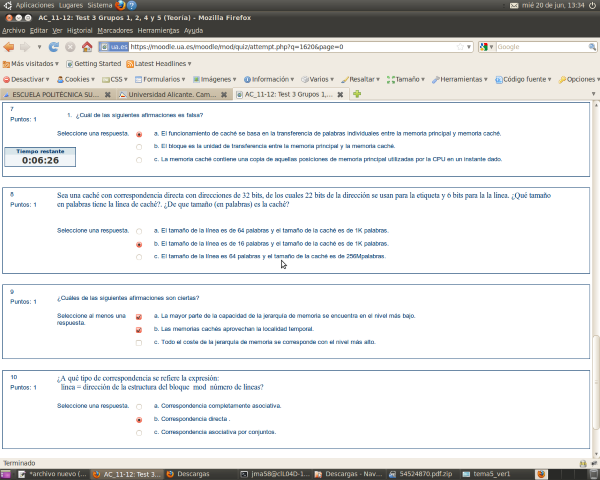 Aplicaciones Lugares Sistema
mié 20 de jun, 13:34
AC_11-12: Test 3 Grupos 1, 2, 4 y 5 (Teoría) - Mozilla Firefox
Archivo Editar Ver Historial Marcadores Herramientas Ayuda
ua.es https://moodle.ua.es/moodle/mod/quiz/attempt.php?q=1620&page=0
Google
Más visitados Getting Started Latest Headlines
Desactivar Cookies CSS Formularios Imágenes Información Varios Resaltar Tamaño Herramientas Código fuente Opciones
ESCUELA POLITÉCNICA SU... Universidad Alicante. Cam... AC_11-12: Test 3 Grupos 1,...
7
Puntos: 1
1. ¿Cuál de las siguientes afirmaciones es falsa?
Seleccione una respuesta.
a. El funcionamiento de caché se basa en la transferencia de palabras individuales entre la memoria principal y memoria caché.
b. El bloque es la unidad de transferencia entre la memoria principal y la memoria caché.
c. La memoria caché contiene una copia de aquellas posiciones de memoria principal utilizadas por la CPU en un instante dado.
Tiempo restante
0:06:26
8
Puntos: 1
Sea una caché con correspondencia directa con direcciones de 32 bits, de los cuales 22 bits de la dirección se usan para la etiqueta y 6 bits para la la línea. ¿Qué tamaño
en palabras tiene la línea de caché?. ¿De que tamaño (en palabras) es la caché?
Seleccione una respuesta.
a. El tamaño de la línea es de 64 palabras y el tamaño de la caché es de 1K palabras.
b. El tamaño de la línea es de 16 palabras y el tamaño de la caché es de 1K palabras.
c. El tamaño de la línea es 64 palabras y el tamaño de la caché es de 256Mpalabras.
9
Puntos: 1
¿Cuáles de las siguientes afirmaciones son ciertas?
Seleccione al menos una
respuesta.
a. La mayor parte de la capacidad de la jerarquía de memoria se encuentra en el nivel más bajo.
b. Las memorias cachés aprovechan la localidad temporal.
c. Todo el coste de la jerarquía de memoria se corresponde con el nivel más alto.
10
Puntos: 1
¿A qué tipo de correspondencia se refiere la expresión:
línea = dirección de la estructura del bloque mod número de líneas?
Seleccione una respuesta.
a. Correspondencia completamente asociativa.
b. Correspondencia directa .
c. Correspondencia asociativa por conjuntos.
Terminado
*archivo nuevo (... AC_11-12: Test 3... Descargas jma58@cliL04D-1... Descargas - Nav... 54524870.pdf.zip tema5_ver1